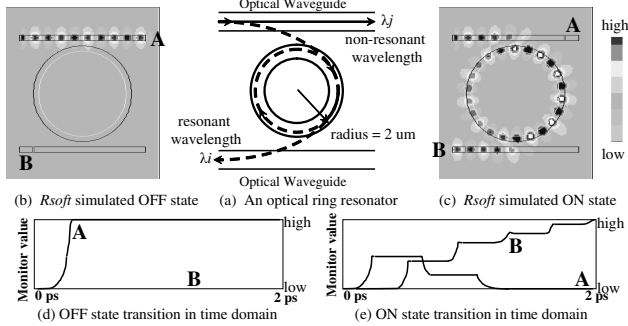 Optical Waveguide
A
B
λj
non-resonant
wavelength
resonant
wavelength
λi
radius = 2 um
Optical Waveguide
A
B
high
low
(b) Rsoft simulated OFF state
(a) An optical ring resonator
(c) Rsoft simulated ON state
Monitor value
A
B
high
low
0 ps
2 ps
(d) OFF state transition in time domain
Monitor value
B
A
high
low
0 ps
2 ps
(e) ON state transition in time domain